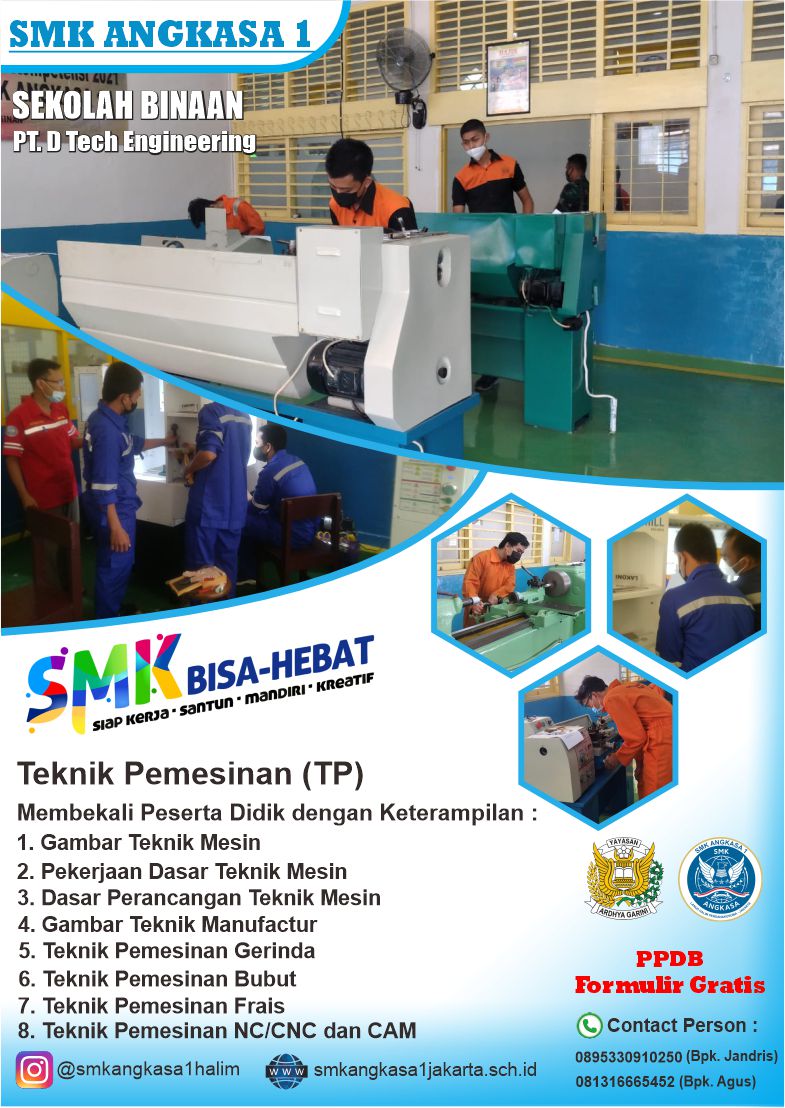 SMK ANGKASA 1
Kompetensi 2021
SEKOLAH BINAAN
PT. D Tech Engineering
SMK BISA-HEBAT
SIAP KERJA • SANTUN • MANDIRI • KREATIF
Teknik Pemesinan (TP)
Membekali Peserta Didik dengan Keterampilan :
1. Gambar Teknik Mesin
2. Pekerjaan Dasar Teknik Mesin
3. Dasar Perancangan Teknik Mesin
4. Gambar Teknik Manufactur
5. Teknik Pemesinan Gerinda
6. Teknik Pemesinan Bubut
7. Teknik Pemesinan Frais
8. Teknik Pemesinan NC/CNC dan CAM
YAYASAN
ARDHYA GARINI
SMK ANGKASA 1
SMK
ANGKASA
PPDB
Formulir Gratis
Contact Person :
0895330910250 (Bpk. Jandris)
081316665452 (Bpk. Agus)
@smkangkasa1halim
www smkangkasa1jakarta.sch.id